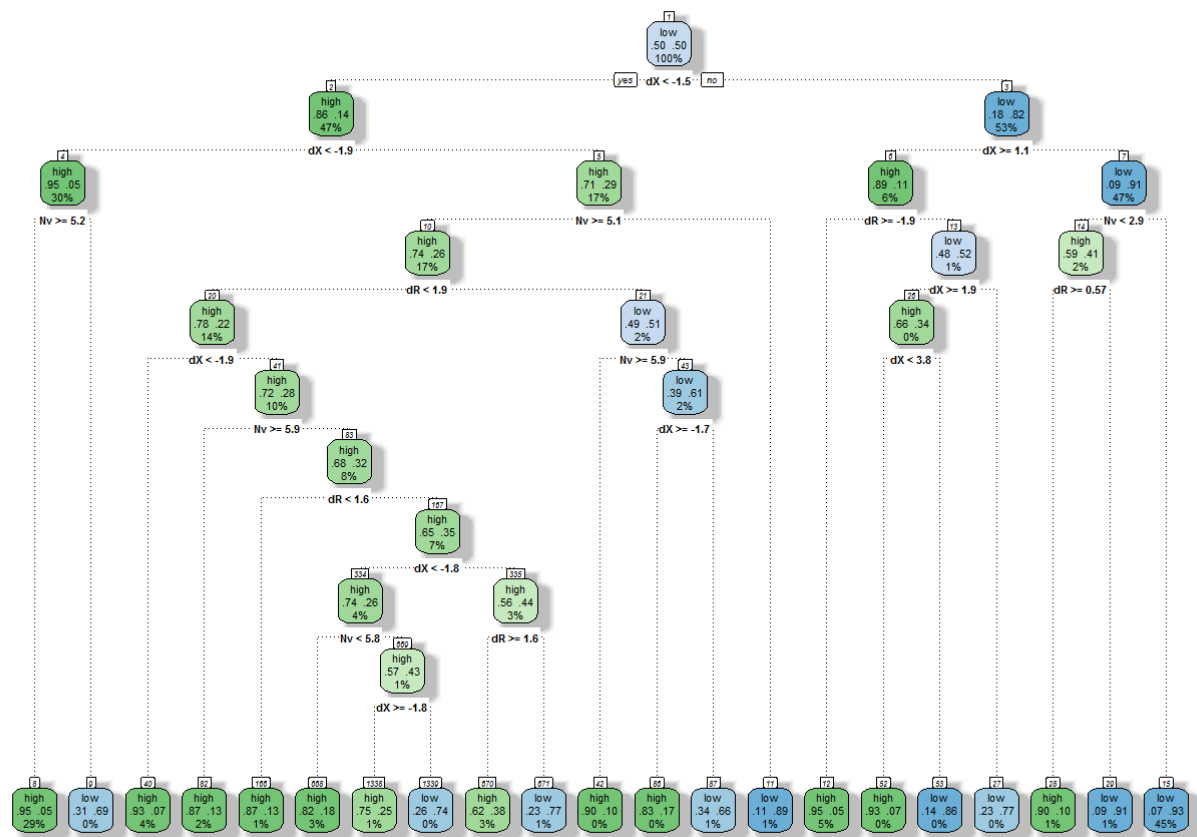 1
low
.50 .50
100%
yes dX < -1.5 no
2
high
.86 .14
47%
dX < -1.9
3
low
.18 .82
53%
dX >= 1.1
4
high
.95 .05
30%
Nv >= 5.2
5
high
.71 .29
17%
Nv >= 5.1
6
high
.89 .11
6%
dR >= -1.9
7
low
.09 .91
47%
Nv < 2.9
10
high
.74 .26
17%
dR < 1.9
13
low
.48 .52
1%
dX >= 1.9
14
high
.59 .41
2%
dR >= 0.57
20
high
.78 .22
14%
dX < -1.9
21
low
.49 .51
2%
Nv >= 5.9
26
high
.66 .34
0%
dX < 3.8
41
high
.72 .28
10%
Nv >= 5.9
43
low
.39 .61
2%
dX >= -1.7
83
high
.68 .32
8%
dR < 1.6
167
high
.65 .35
7%
dX < -1.8
334
high
.74 .26
4%
Nv < 5.8
335
high
.56 .44
3%
dR >= 1.6
669
high
.57 .43
1%
dX >= -1.8
8
high
.95 .05
29%
9
low
.31 .69
0%
40
high
.93 .07
4%
82
high
.87 .13
2%
166
high
.87 .13
1%
668
high
.82 .18
3%
1338
high
.75 .25
1%
1339
low
.26 .74
0%
670
high
.62 .38
3%
671
low
.23 .77
1%
42
high
.90 .10
0%
86
high
.83 .17
0%
87
low
.34 .66
1%
11
low
.11 .89
1%
12
high
.95 .05
5%
52
high
.93 .07
0%
53
low
.14 .86
0%
27
low
.23 .77
0%
28
high
.90 .10
1%
29
low
.09 .91
1%
15
low
.07 .93
45%